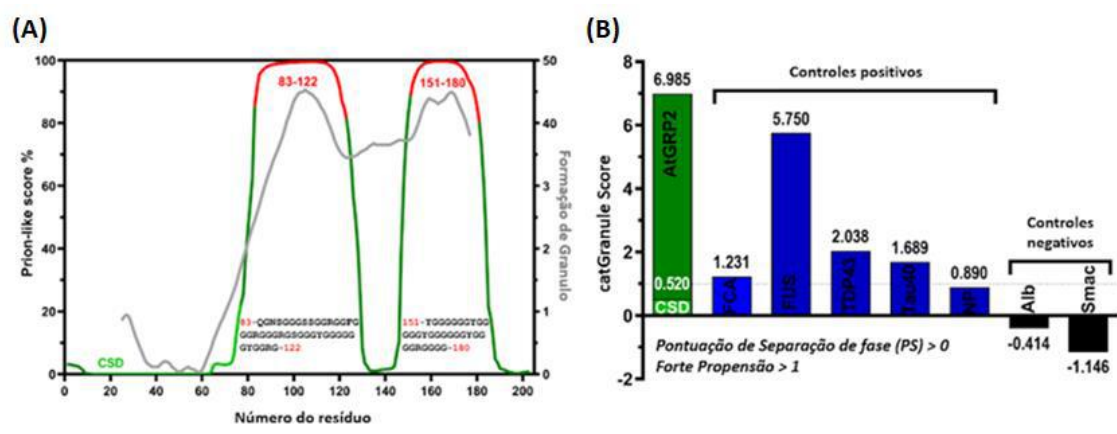 (A)
100
80
60
40
20
0
Prion-like score %
83-122
151-180
50
40
30
5
3
2
1
0
Formação de Granulo
CSD
83-QGNSGGGSSGGRGGFG
GGRGGGRGSGGGYGGGGG
GYGGRG-122
151-YGGGGGGYGG
GGGYGGGGGGYGG
GGRGGGG-180
0 20 40 60 80 100 120 140 160 180 200
Número do resíduo
(B)
8
6
4
2
0
-2
catGranule Score
6.985
AtGRP2
0.520
CSD
Controles positivos
1.231
FCA
5.750
FUS
2.038
TDP43
1.689
Tau40
0.890
NP
Controles
negativos
Alb
-0.414
Smac
-1.146
Pontuação de Separação de fase (PS) > 0
Forte Propensão > 1